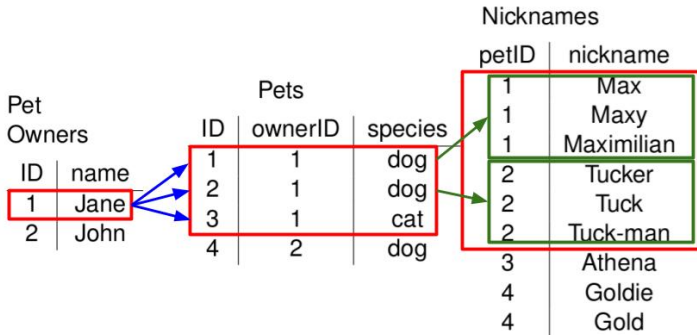 Nicknames
petID nickname
1 Max
1 Maxy
1 Maximilian
2 Tucker
2 Tuck
2 Tuck-man
3 Athena
4 Goldie
4 Gold
Pets
ID ownerID species
1 1 dog
2 1 dog
3 1 cat
4 2 dog
Pet
Owners
ID name
1 Jane
2 John